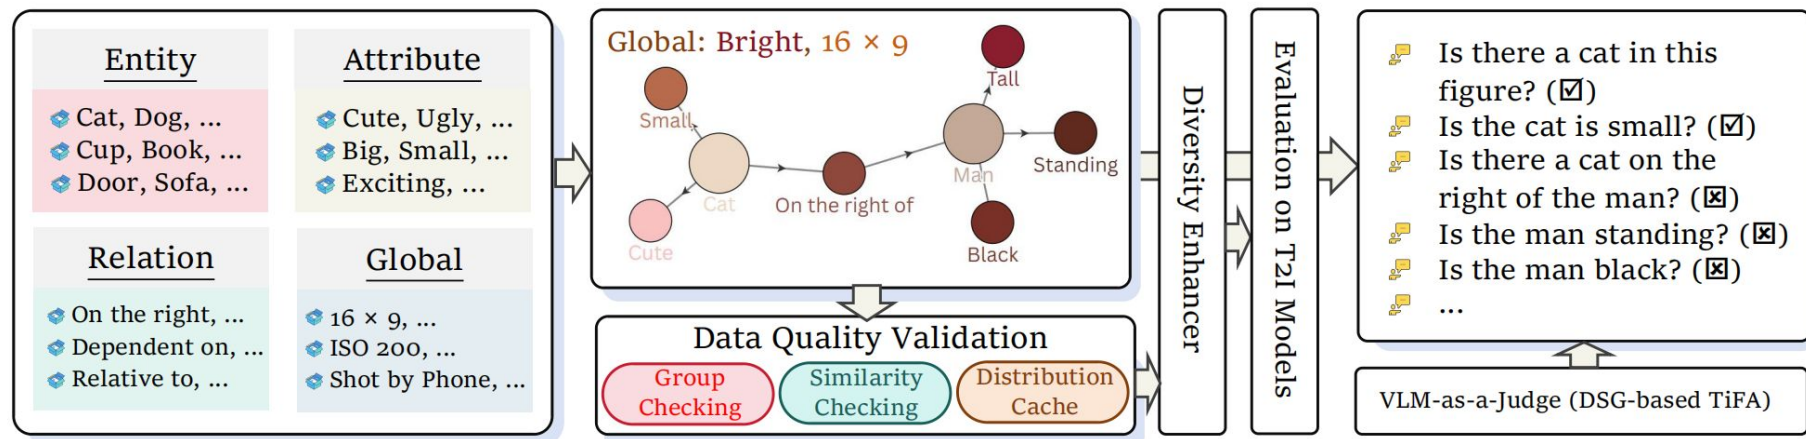 Entity
Cat, Dog, ...
Cup, Book, ...
Door, Sofa, ...
Attribute
Cute, Ugly, ...
Big, Small, ...
Exciting, ...
Relation
On the right, ...
Dependent on, ...
Relative to, ...
Global
16 × 9, ...
ISO 200, ...
Shot by Phone, ...
Global: Bright, 16 × 9
Small
Cat
Cute
On the right of
Man
Tall
Standing
Black
Data Quality Validation
Group
Checking
Similarity
Checking
Distribution
Cache
Diversity Enhancer
Evaluation on T2I Models
Is there a cat in this
figure? (☑)
Is the cat is small? (☑)
Is there a cat on the
right of the man? (☒)
Is the man standing? (☒)
Is the man black? (☒)
...
VLM-as-a-Judge (DSG-based TiFA)